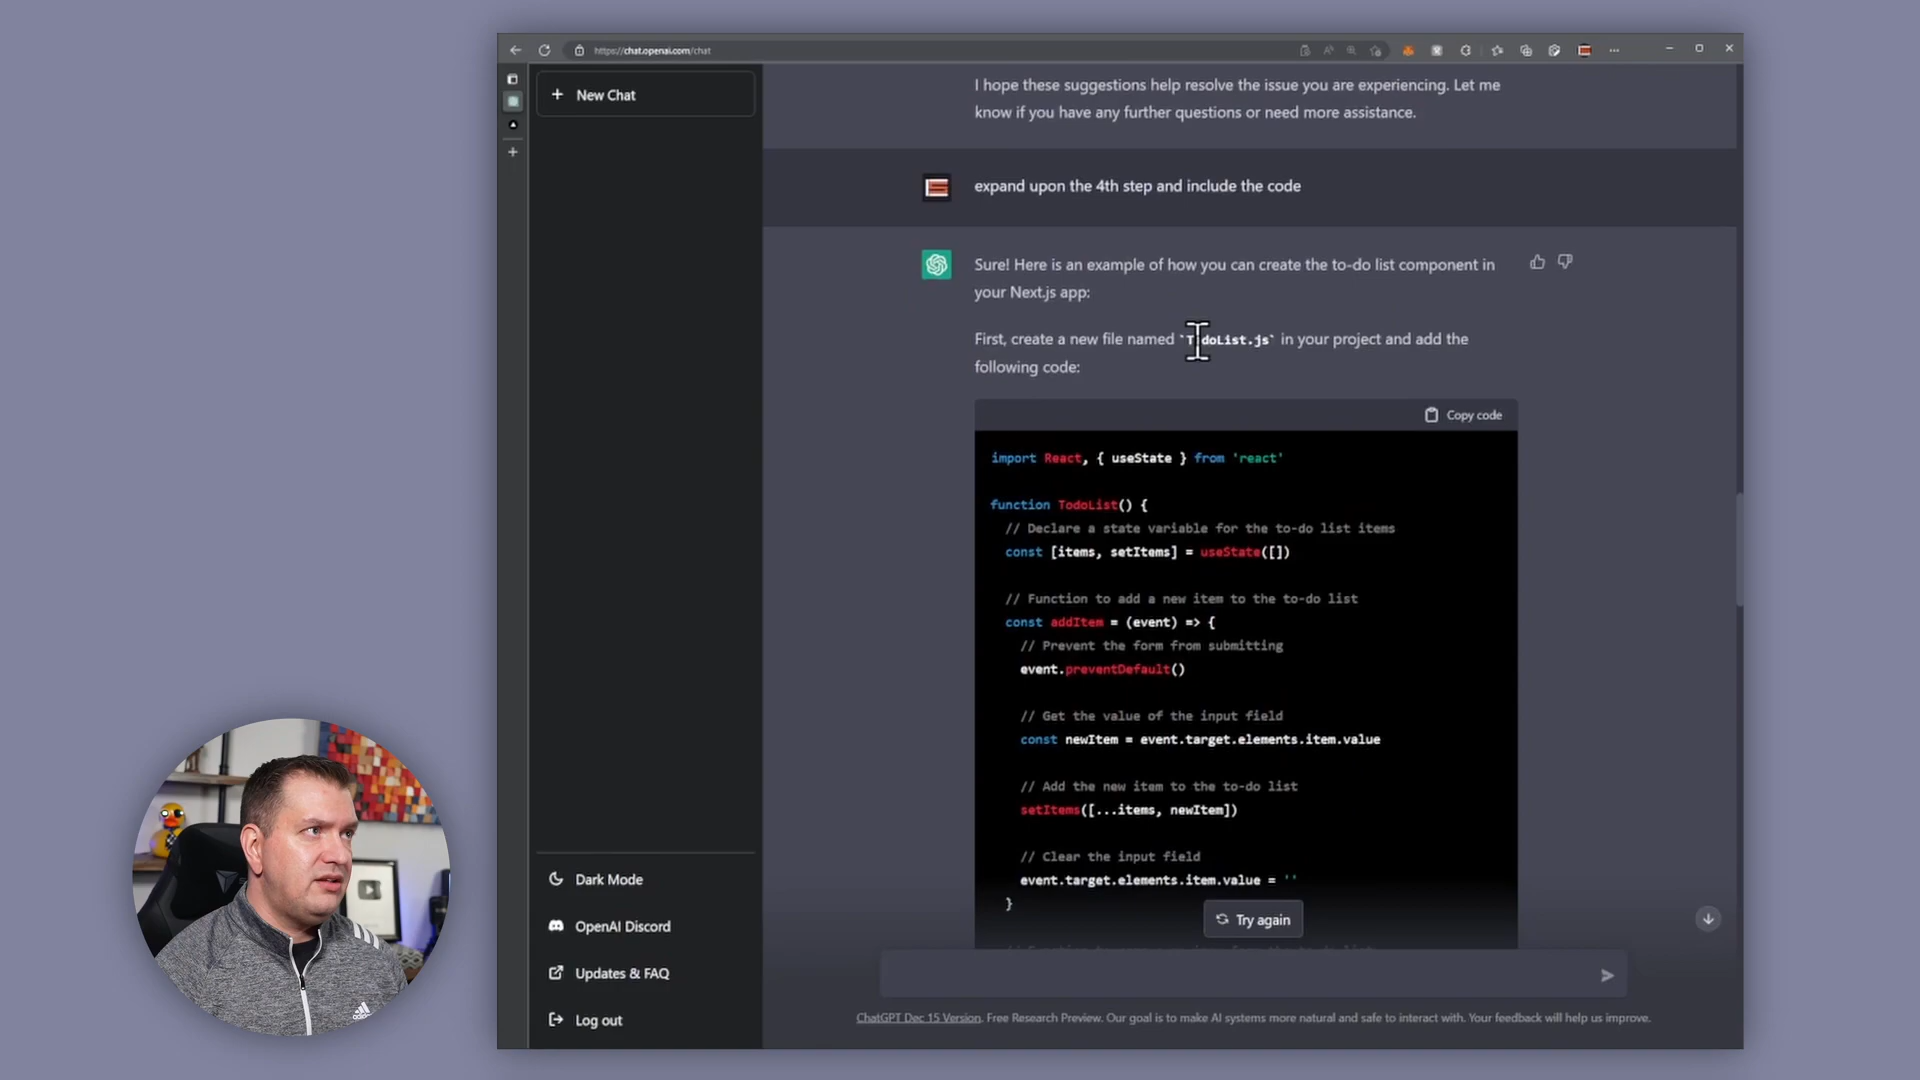 https://chat.openai.com/chat
+ New Chat
I hope these suggestions help resolve the issue you are experiencing. Let me
know if you have any further questions or need more assistance.
expand upon the 4th step and include the code
Sure! Here is an example of how you can create the to-do list component in
your Next.js app:
First, create a new file named `TodoList.js` in your project and add the
following code:
Copy code
import React, { useState } from 'react'
function TodoList() {
// Declare a state variable for the to-do list items
const [items, setItems] = useState([])
// Function to add a new item to the to-do list
const addItem = (event) => {
// Prevent the form from submitting
event.preventDefault()
// Get the value of the input field
const newItem = event.target.elements.item.value
// Add the new item to the to-do list
setItems([...items, newItem])
// Clear the input field
event.target.elements.item.value = ''
}
Try again
Dark Mode
OpenAI Discord
Updates & FAQ
Log out
ChatGPT Dec 15 Version. Free Research Preview. Our goal is to make AI systems more natural and safe to interact with. Your feedback will help us improve.